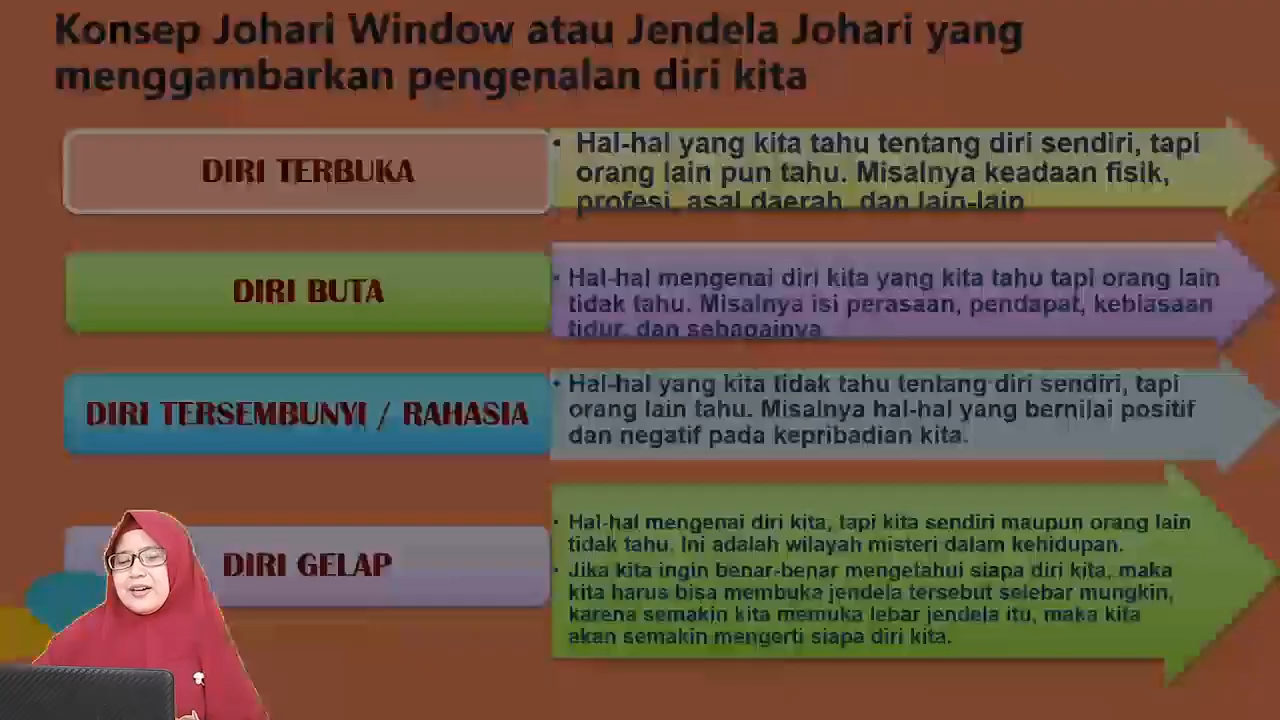 Konsep Johari Window atau Jendela Johari yang
menggambarkan pengenalan diri kita
DIRI TERBUKA
• Hal-hal yang kita tahu tentang diri sendiri, tapi
orang lain pun tahu. Misalnya keadaan fisik,
profesi, asal daerah, dan lain-lain
DIRI BUTA
• Hal-hal mengenai diri kita yang kita tahu tapi orang lain
tidak tahu. Misalnya isi perasaan, pendapat, kebiasaan
tidur, dan sebagainya
DIRI TERSEMBUNYI / RAHASIA
• Hal-hal yang kita tidak tahu tentang diri sendiri, tapi
orang lain tahu. Misalnya hal-hal yang bernilai positif
dan negatif pada kepribadian kita.
DIRI GELAP
• Hal-hal mengenai diri kita, tapi kita sendiri maupun orang lain
tidak tahu. Ini adalah wilayah misteri dalam kehidupan.
• Jika kita ingin benar-benar mengetahui siapa diri kita, maka
kita harus bisa membuka jendela tersebut selebar mungkin,
karena semakin kita memuka lebar jendela itu, maka kita
akan semakin mengerti siapa diri kita.